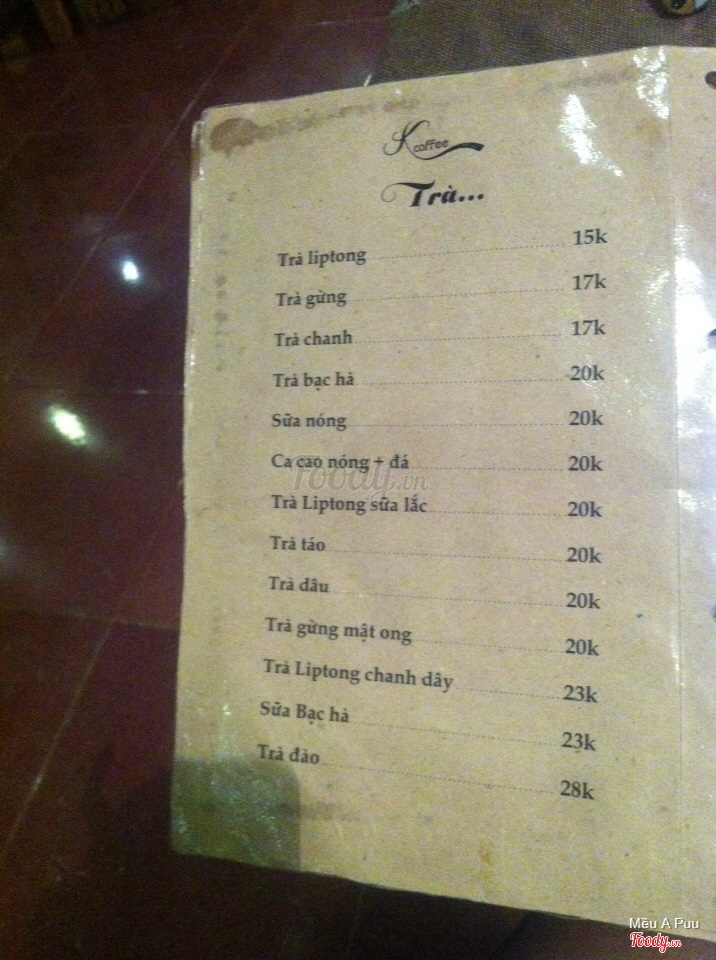 K coffee
Trà...
Trà liptong 15k
Trà gừng 17k
Trà chanh 17k
Trà bạc hà 20k
Sữa nóng 20k
Ca cao nóng + đá 20k
Trà Liptong sữa lắc 20k
Trà táo 20k
Trà dâu 20k
Trà gừng mật ong 20k
Trà Liptong chanh dây 23k
Sữa Bạc hà 23k
Trà đào 28k
Foody.vn
Mều A Puu
Foody.vn